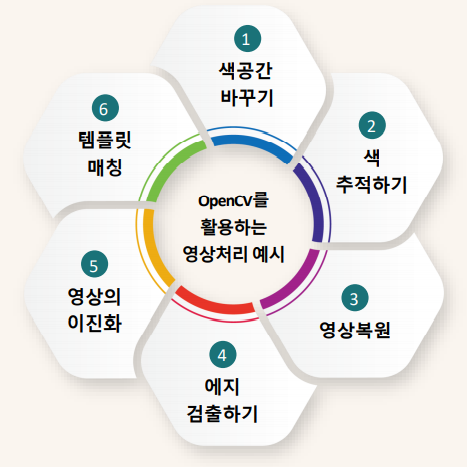 1
색공간
바꾸기
2
색
추적하기
3
영상복원
4
에지
검출하기
5
영상의
이진화
6
템플릿
매칭
OpenCV를
활용하는
영상처리 예시